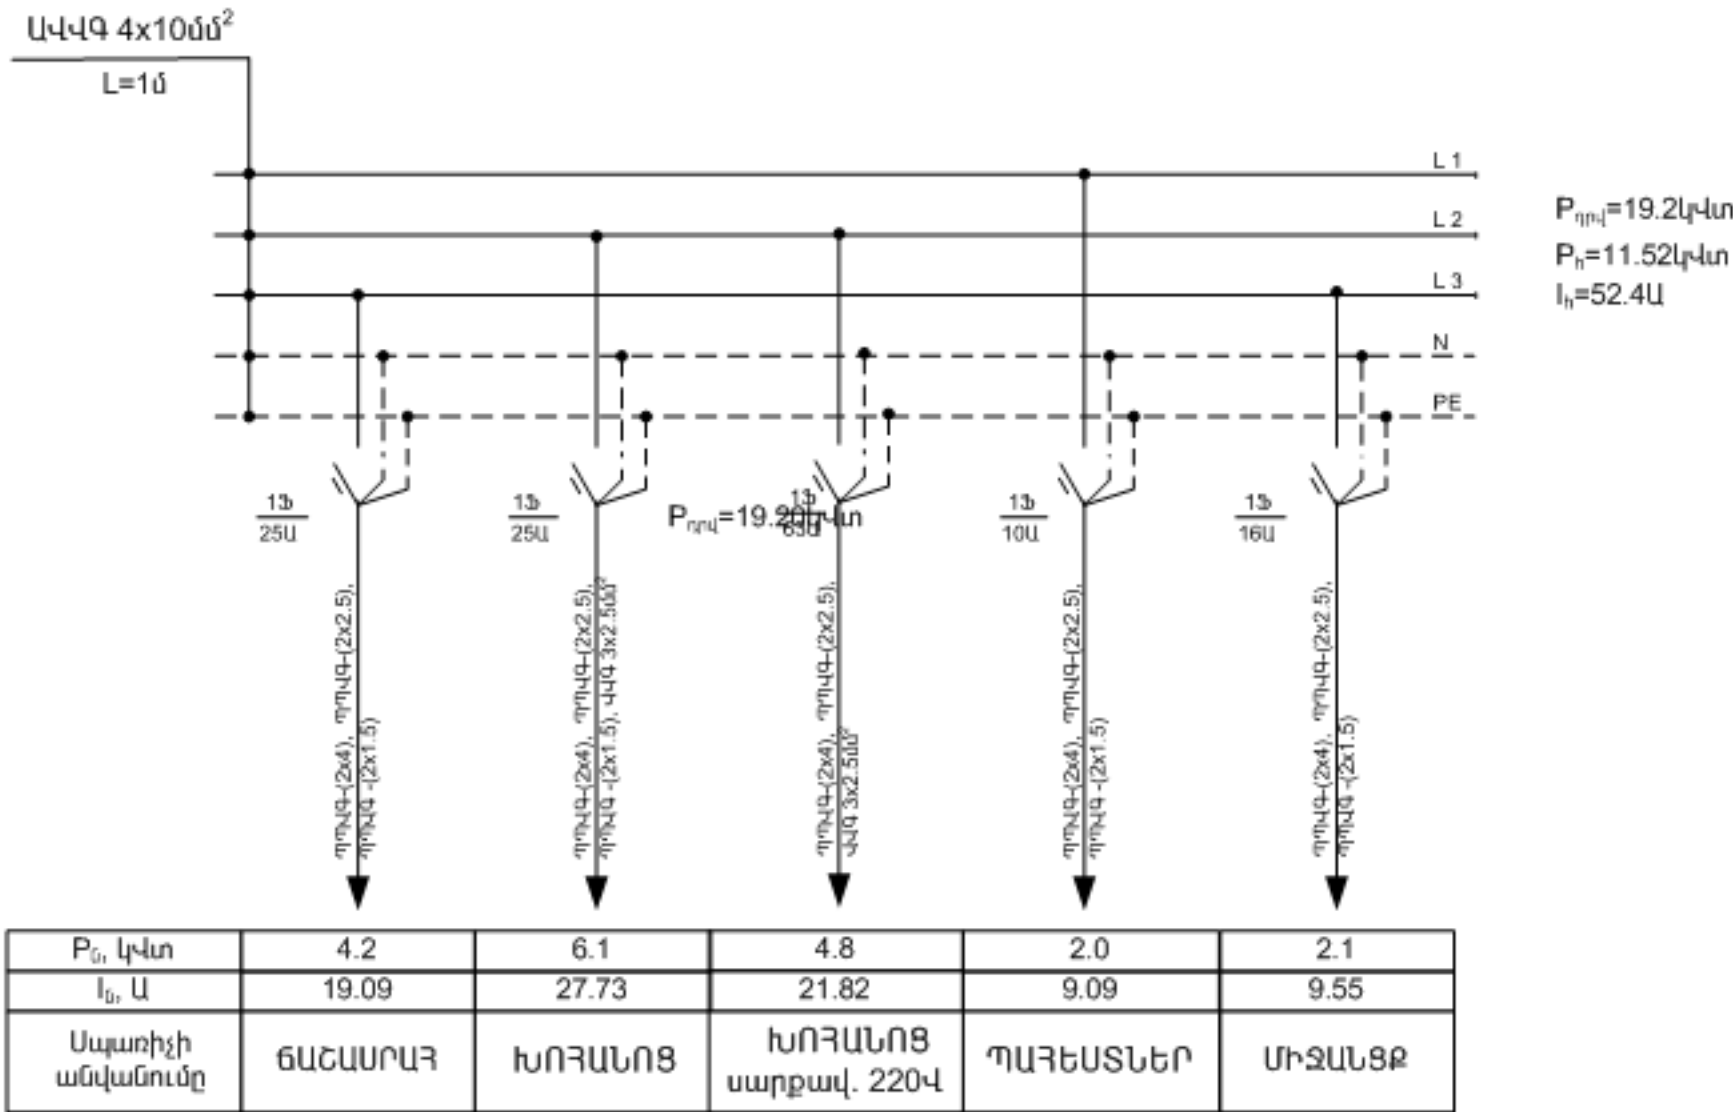 ԱՎՎԳ 4x10մմ²
L=1մ
L 1
L 2
L 3
N
PE
Pդրվ=19.2կվտ
Pհ=11.52կվտ
Iհ=52.4Ա
1Ֆ
25Ա
1Ֆ
25Ա
Pդրվ=19.20կվտ
1Ֆ
63Ա
1Ֆ
10Ա
1Ֆ
16Ա
ՊՊՎԳ-(2x4), ՊՊՎԳ-(2x2.5),
ՊՊՎԳ -(2x1.5)
ՊՊՎԳ-(2x4), ՊՊՎԳ-(2x2.5),
ՊՊՎԳ -(2x1.5), ՎՎԳ 3x2.5մմ²
ՊՊՎԳ-(2x4), ՊՊՎԳ-(2x2.5),
ՎՎԳ 3x2.5մմ²
ՊՊՎԳ-(2x4), ՊՊՎԳ-(2x2.5),
ՊՊՎԳ -(2x1.5)
ՊՊՎԳ-(2x4), ՊՊՎԳ-(2x2.5),
ՊՊՎԳ -(2x1.5)
Pն, կՎտ 4.2 6.1 4.8 2.0 2.1
Iն, Ա 19.09 27.73 21.82 9.09 9.55
Սպառիչի
անվանումը
ՃԱՇԱՍՐԱՀ
ԽՈՀԱՆՈՑ
ԽՈՀԱՆՈՑ
սարքավ. 220Վ
ՊԱՀԵՍՏՆԵՐ
ՄԻՋԱՆՑՔ